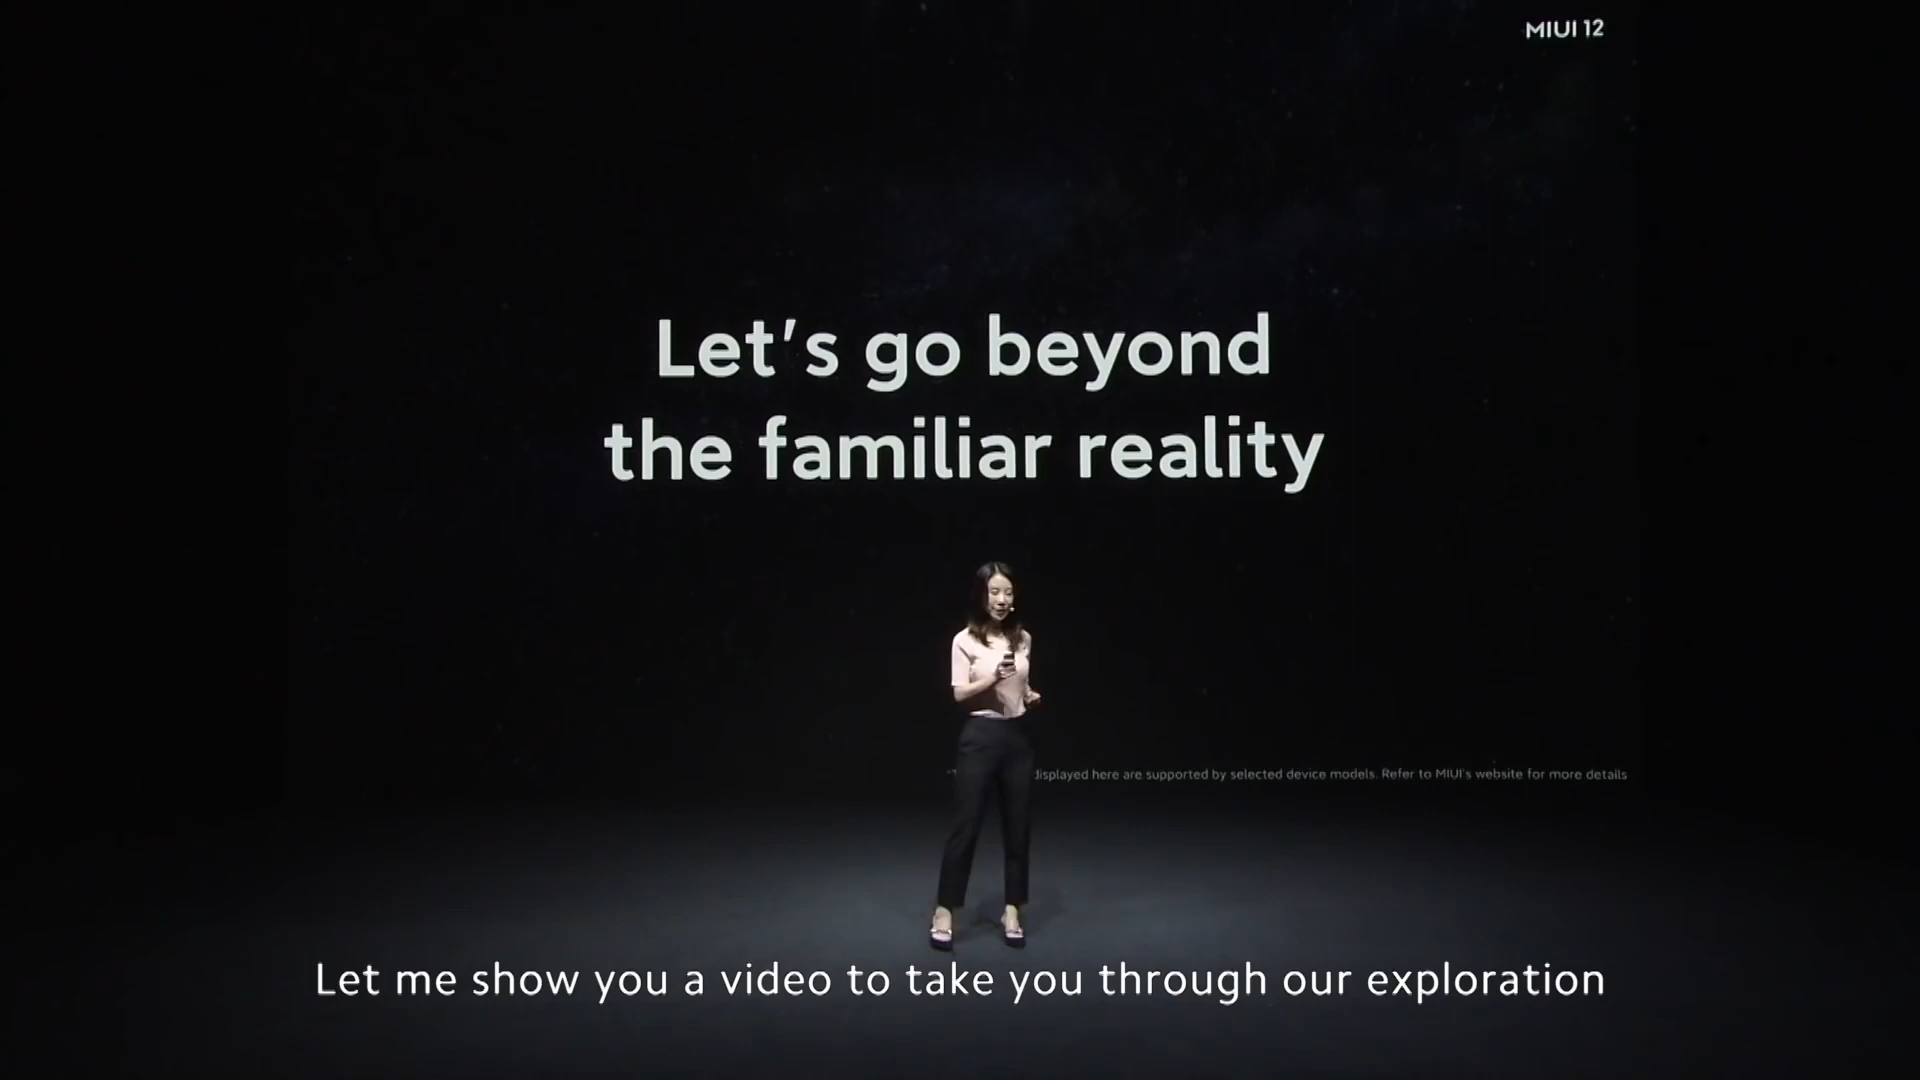 MIUI 12
Let's go beyond
the familiar reality
displayed here are supported by selected device models. Refer to MIUI's website for more details
Let me show you a video to take you through our exploration